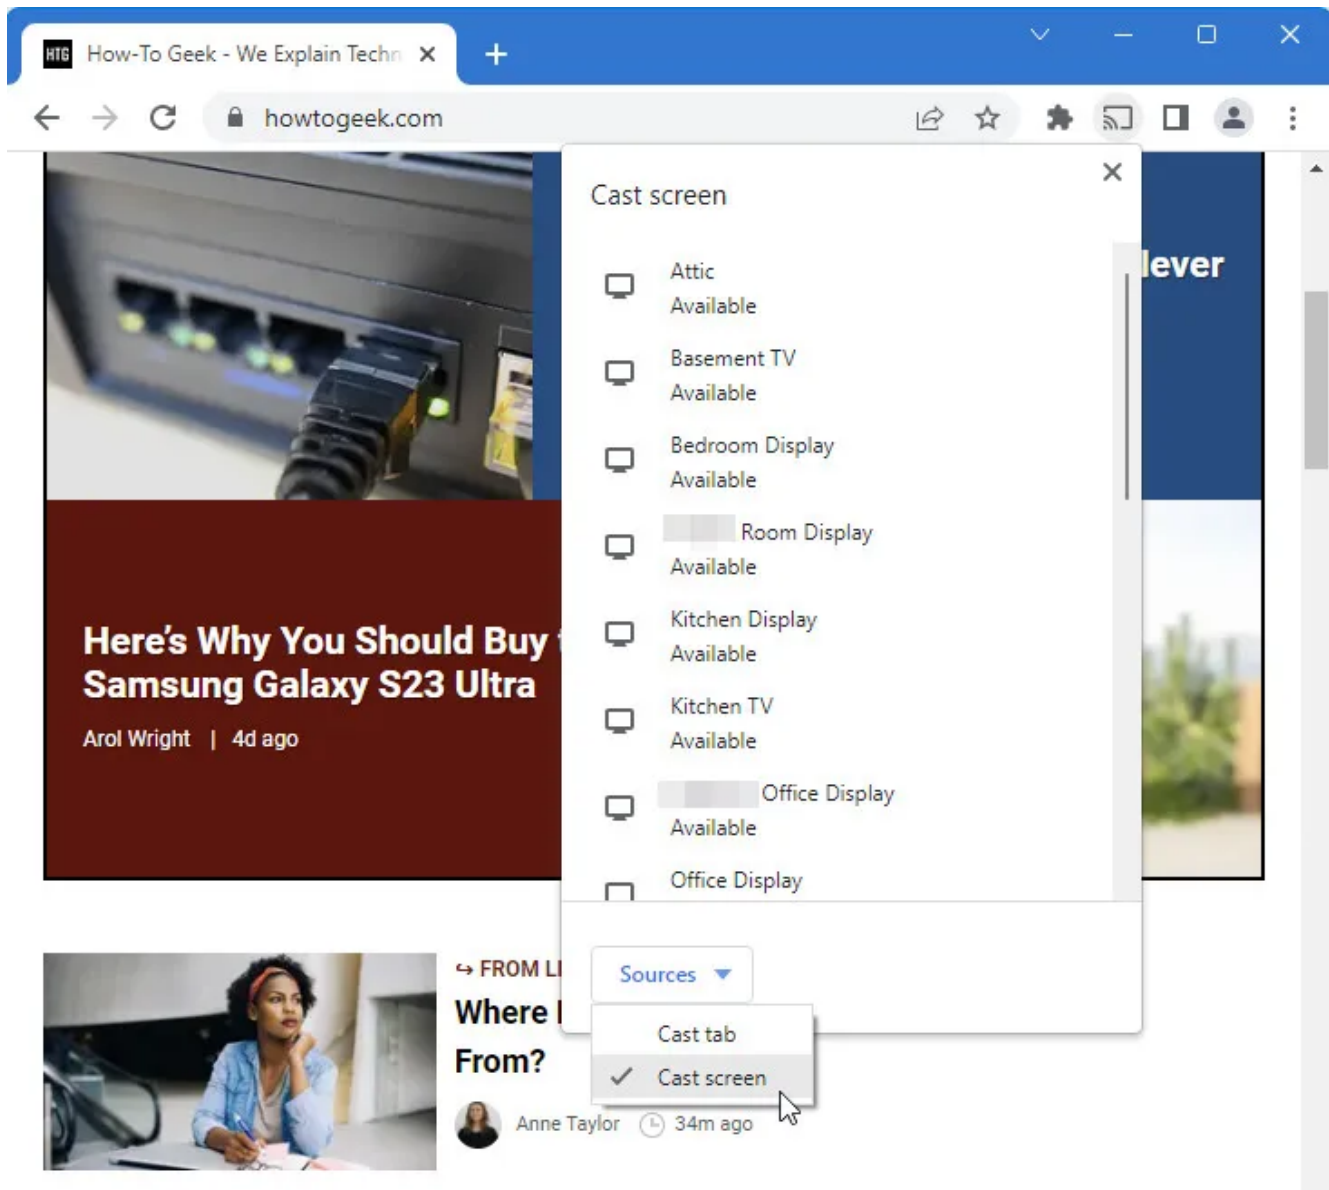 HTG How-To Geek - We Explain Techn
howtogeek.com
Cast screen
Attic
Available
Basement TV
Available
Bedroom Display
Available
Room Display
Available
Kitchen Display
Available
Kitchen TV
Available
Office Display
Available
Office Display
Sources
Cast tab
Cast screen
lever
Here’s Why You Should Buy
Samsung Galaxy S23 Ultra
Arol Wright | 4d ago
FROM
Where
From?
Anne Taylor 34m ago